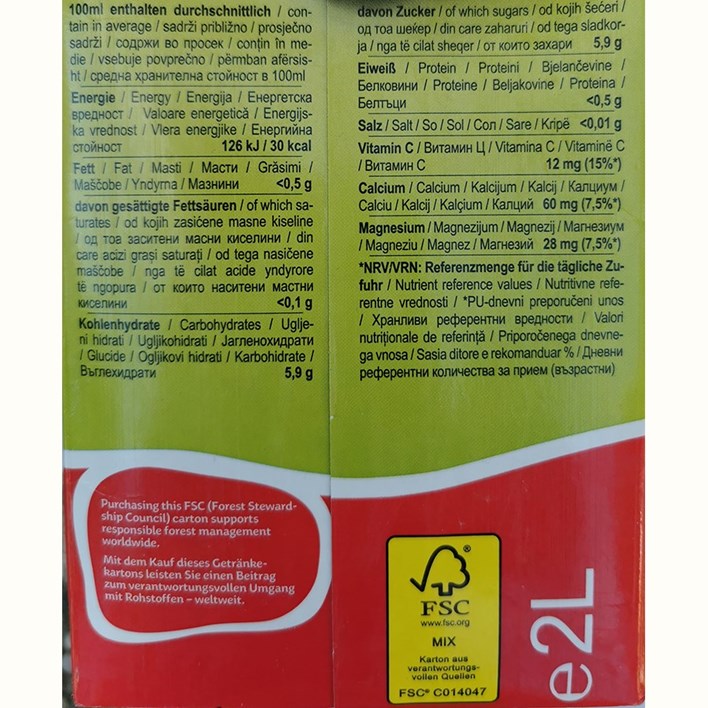 100ml enthalten durchschnittlich / con-
tain in average / sadrži približno / prosječno
sadrži / содржи во просек / conțin în me-
die / vsebuje povprečno / përmban afërsis-
ht / средна хранителна стойност в 100ml
Energie / Energy / Energija / Енергетска
вредност / Valoare energetică / Energijs-
ka vrednost / Vlera energjike / Енергийна
стойност 126 kJ / 30 kcal
Fett / Fat / Masti / Масти / Grăsimi /
Maščobe / Yndyrna / Мазнини <0,5 g
davon gesättigte Fettsäuren / of which sa-
turates / od kojih zasićene masne kiseline
/ од тоа заситени масни киселини / din
care acizi grași saturați / od tega nasičene
maščobe / nga të cilat acide yndyrore
të ngopura / от които наситени мастни
киселини <0,1 g
Kohlenhydrate / Carbohydrates / Uglje-
ni hidrati / Ugljikohidrati / Јагленохидрати
/ Glucide / Ogljikovi hidrati / Karbohidrate /
Въглехидрати 5,9 g
davon Zucker / of which sugars / od kojih šećeri /
од тоа шеќер / din care zaharuri / od tega sladkor-
ja / nga të cilat sheqer / от които захари 5,9 g
Eiweiß / Protein / Proteini / Bjelančevine /
Белковини / Proteine / Beljakovine / Proteina /
Белтъци <0,5 g
Salz / Salt / So / Sol / Сол / Sare / Kripë <0,01 g
Vitamin C / Витамин Ц / Vitamina C / Vitaminë C
/ Витамин С 12 mg (15%*)
Calcium / Calcium / Kalcijum / Kalcij / Калциум /
Calciu / Kalcij / Kalçium / Калций 60 mg (7,5%*)
Magnesium / Magnezijum / Magnezij / Магнезиум
/ Magneziu / Magnez / Магнезий 28 mg (7,5%*)
*NRV/VRN: Referenzmenge für die tägliche Zu-
fuhr / Nutrient reference values / Nutritivne refe-
rentne vrednosti / *PU-dnevni preporučeni unos
/ Хранливи референтни вредности / Valori
nutriționale de referință / Priporočenega dnevne-
ga vnosa / Sasia ditore e rekomanduar % / Дневни
референтни количества за прием (възрастни)
Purchasing this FSC (Forest Steward-
ship Council) carton supports
responsible forest management
worldwide.
Mit dem Kauf dieses Getränke-
kartons leisten Sie einen Beitrag
zum verantwortungsvollen Umgang
mit Rohstoffen – weltweit.
®
FSC
www.fsc.org
MIX
Karton aus
verantwortungs-
vollen Quellen
FSC® C014047
e2L